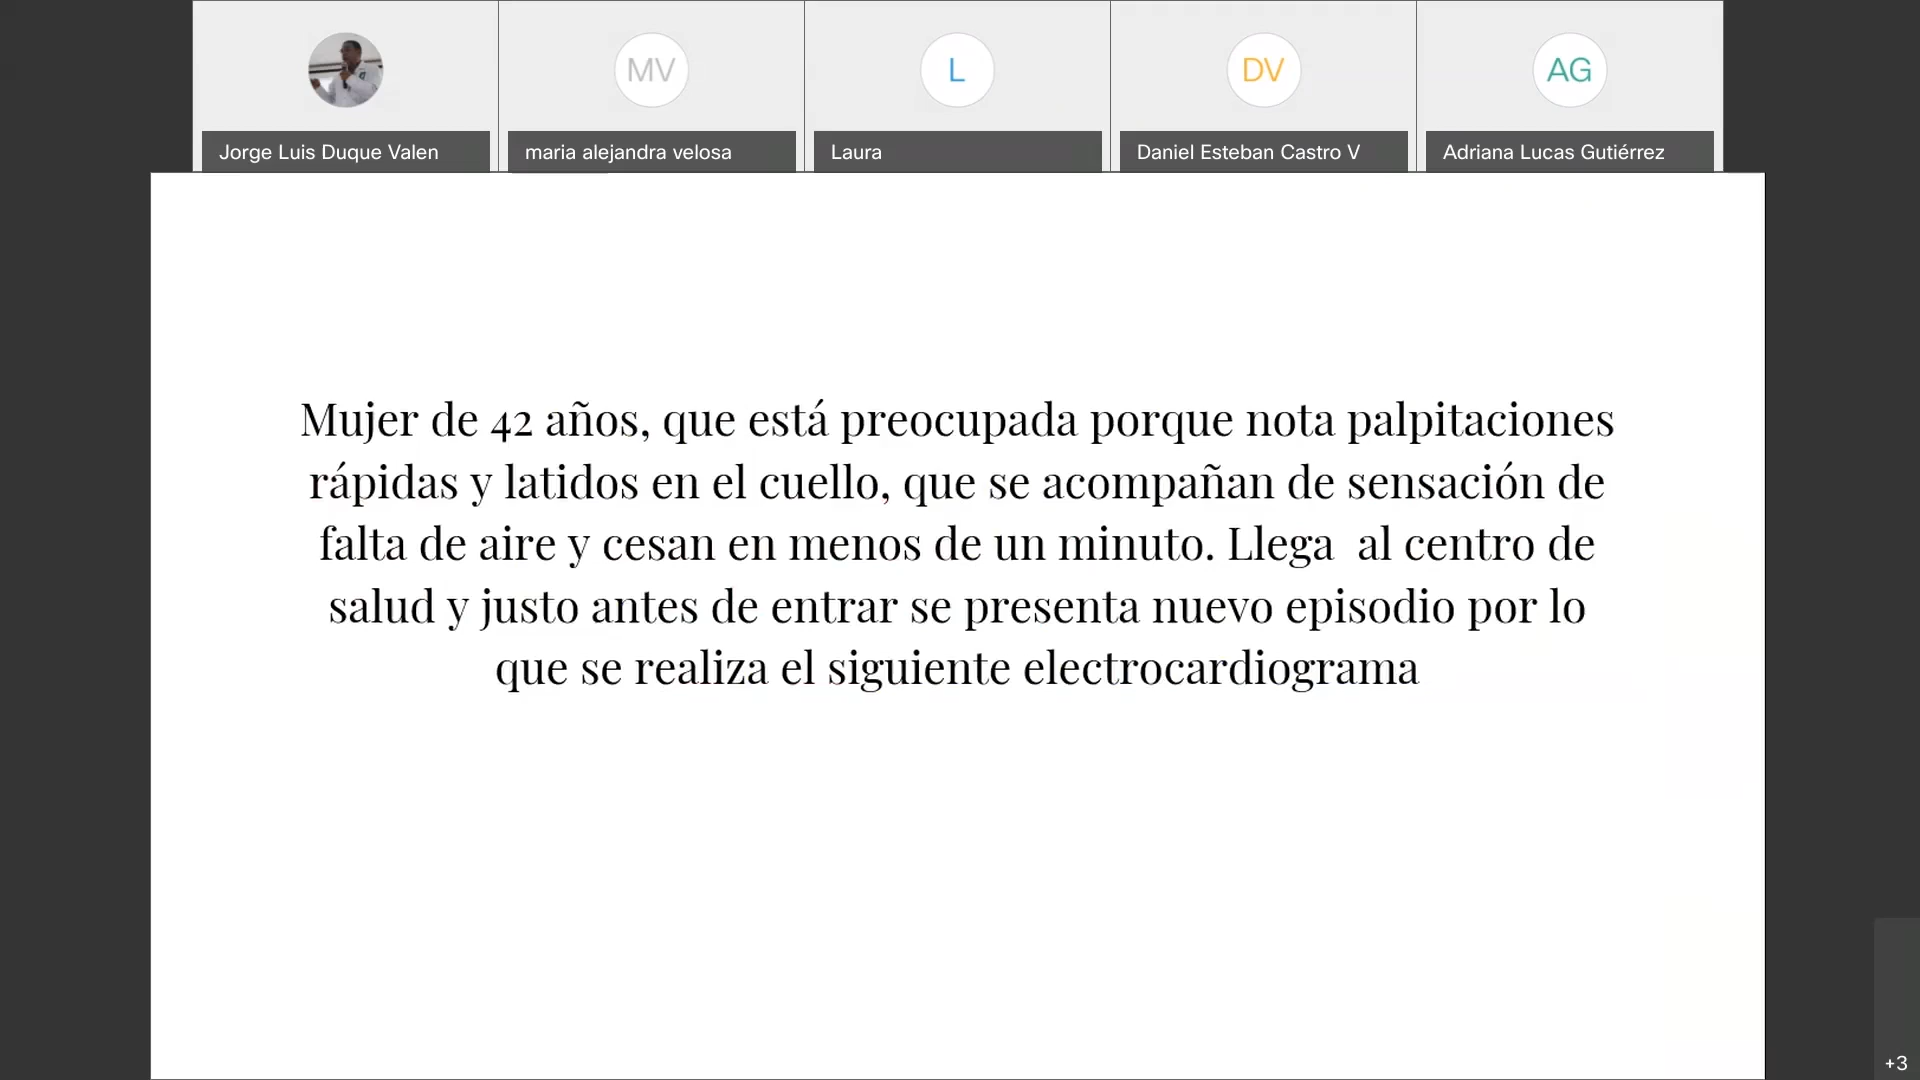 MV
L
DV
AG
Jorge Luis Duque Valen
maria alejandra velosa
Laura
Daniel Esteban Castro V
Adriana Lucas Gutiérrez
Mujer de 42 años, que está preocupada porque nota palpitaciones
rápidas y latidos en el cuello, que se acompañan de sensación de
falta de aire y cesan en menos de un minuto. Llega  al centro de
salud y justo antes de entrar se presenta nuevo episodio por lo
que se realiza el siguiente electrocardiograma
+3